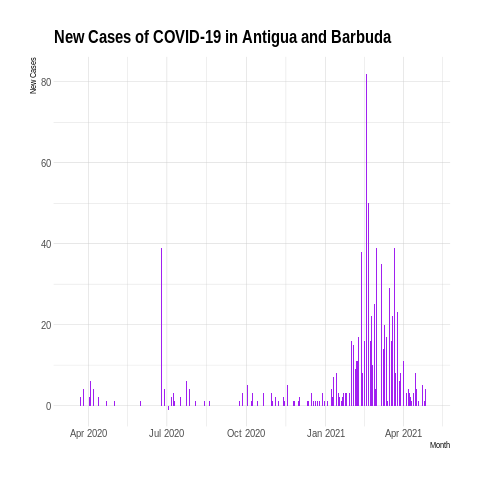 New Cases of COVID-19 in Antigua and Barbuda
New Cases
80
60
40
20
0
Apr 2020 Jul 2020 Oct 2020 Jan 2021 Apr 2021
Month